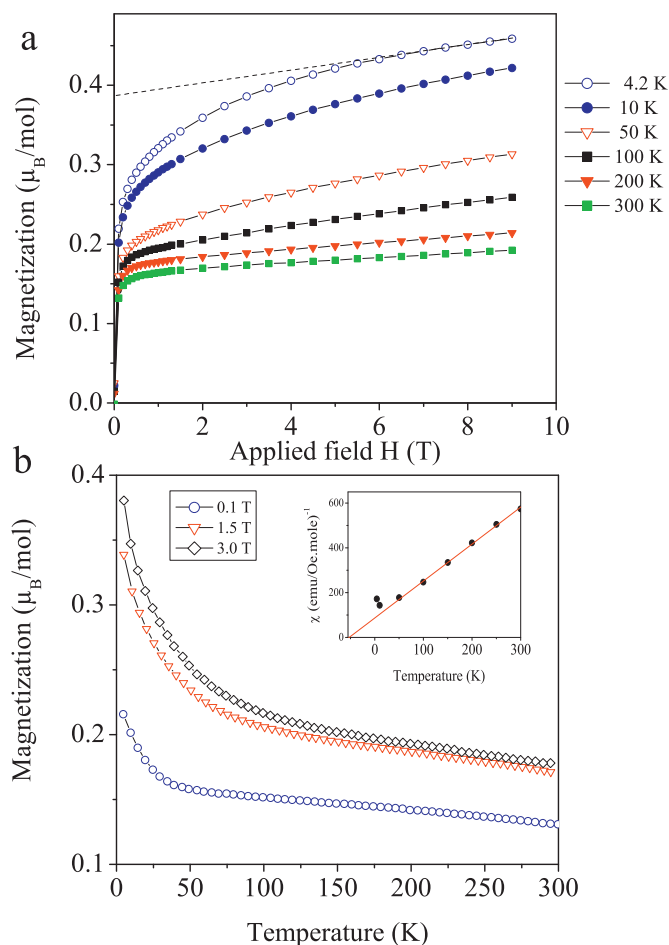 a
Magnetization (μB/mol)
0.4
0.3
0.2
0.1
0.0
0 2 4 6 8 10
Applied field H (T)
4.2 K
10 K
50 K
100 K
200 K
300 K
b
Magnetization (μB/mol)
0.4
0.3
0.2
0.1
0 50 100 150 200 250 300
Temperature (K)
0.1 T
1.5 T
3.0 T
χ (emu/Oe.mole)⁻¹
600
400
200
0
0 100 200 300
Temperature (K)